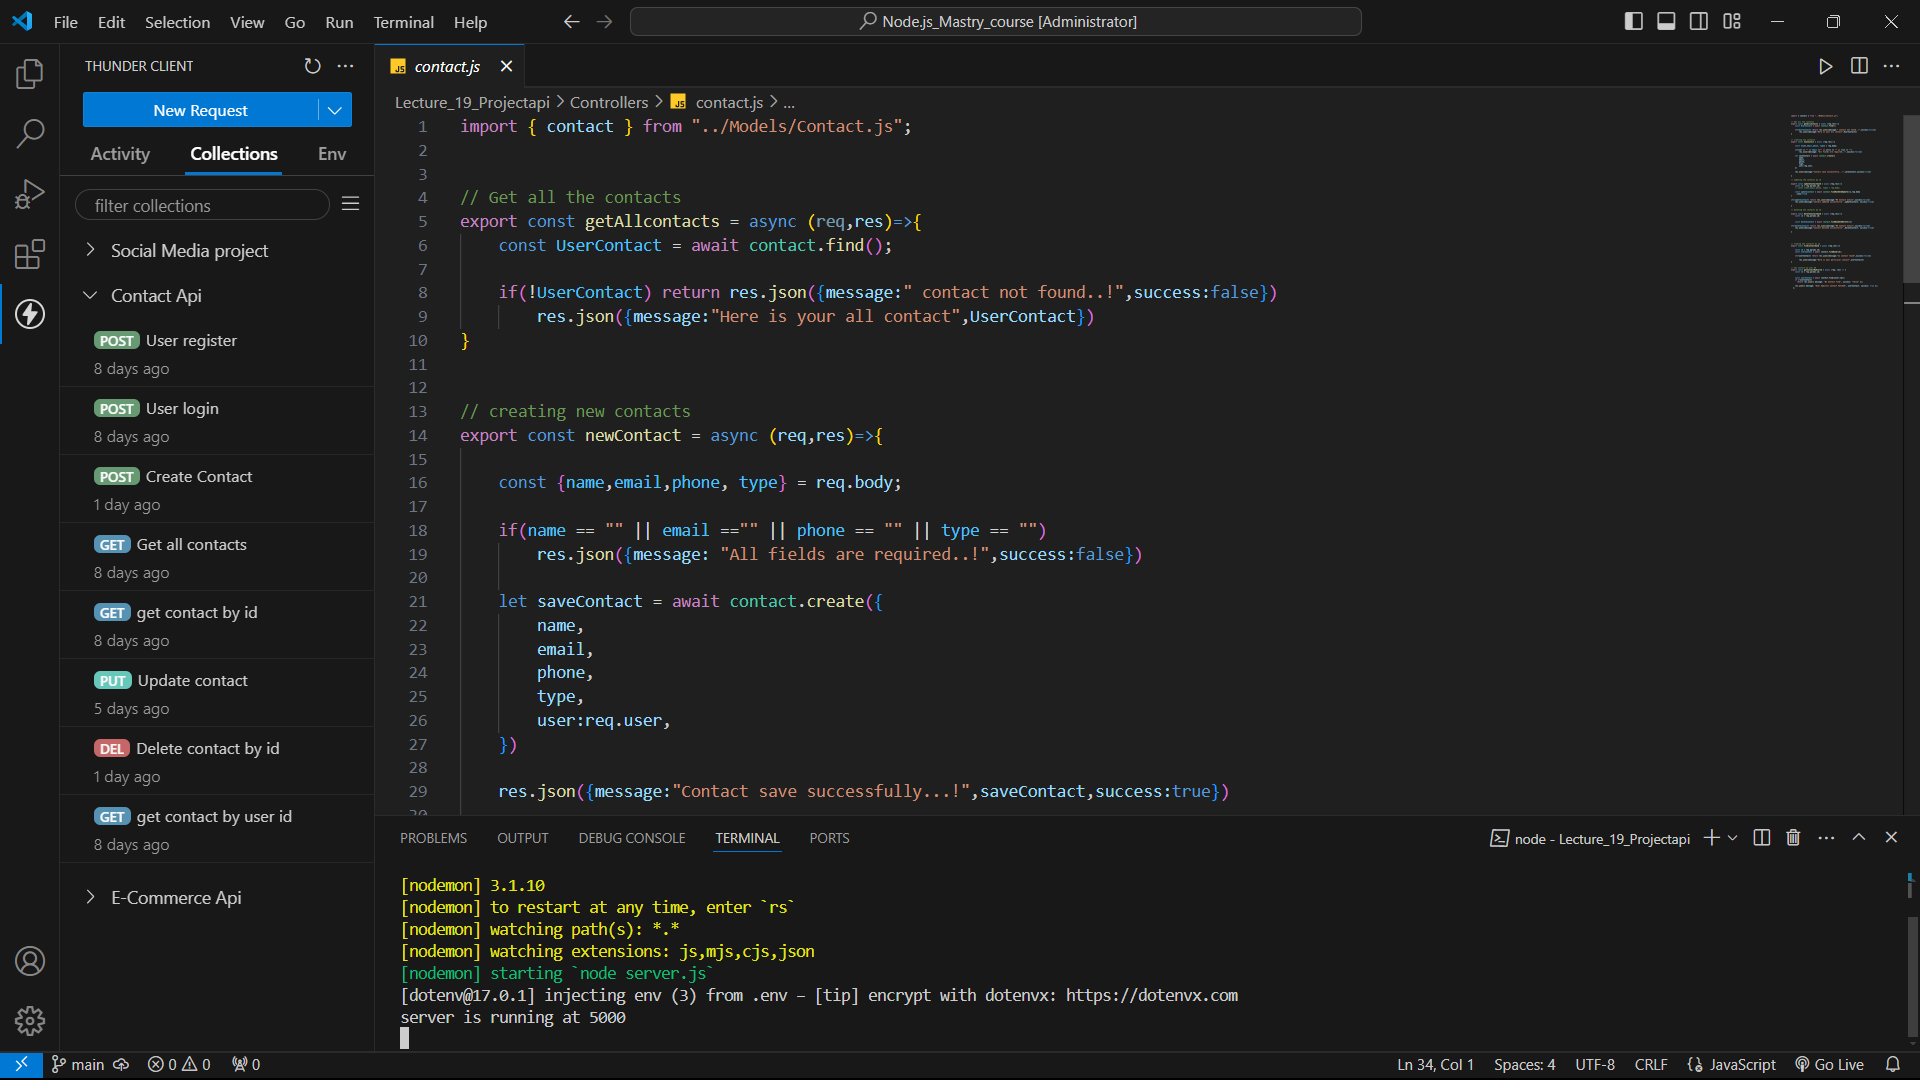 File Edit Selection View Go Run Terminal Help
Node.js_Mastry_course [Administrator]
THUNDER CLIENT
New Request
Activity Collections Env
filter collections
Social Media project
Contact Api
POST User register
8 days ago
POST User login
8 days ago
POST Create Contact
1 day ago
GET Get all contacts
8 days ago
GET get contact by id
8 days ago
PUT Update contact
5 days ago
DEL Delete contact by id
1 day ago
GET get contact by user id
8 days ago
E-Commerce Api
JS contact.js
Lecture_19_Projectapi > Controllers > JS contact.js > ...
1 import { contact } from "../Models/Contact.js";
2
3
4 // Get all the contacts
5 export const getAllcontacts = async (req,res)=>{
6 const UserContact = await contact.find();
7
8 if(!UserContact) return res.json({message:" contact not found..!",success:false})
9 res.json({message:"Here is your all contact",UserContact})
10 }
11
12
13 // creating new contacts
14 export const newContact = async (req,res)=>{
15
16 const {name,email,phone, type} = req.body;
17
18 if(name == "" || email =="" || phone == "" || type == "")
19 res.json({message: "All fields are required..!",success:false})
20
21 let saveContact = await contact.create({
22 name,
23 email,
24 phone,
25 type,
26 user:req.user,
27 })
28
29 res.json({message:"Contact save successfully...!",saveContact,success:true})
PROBLEMS OUTPUT DEBUG CONSOLE TERMINAL PORTS
node - Lecture_19_Projectapi
[nodemon] 3.1.10
[nodemon] to restart at any time, enter `rs`
[nodemon] watching path(s): *.*
[nodemon] watching extensions: js,mjs,cjs,json
[nodemon] starting `node server.js`
[dotenv@17.0.1] injecting env (3) from .env – [tip] encrypt with dotenvx: https://dotenvx.com
server is running at 5000
main 0 0 0 Ln 34, Col 1 Spaces: 4 UTF-8 CRLF JavaScript Go Live